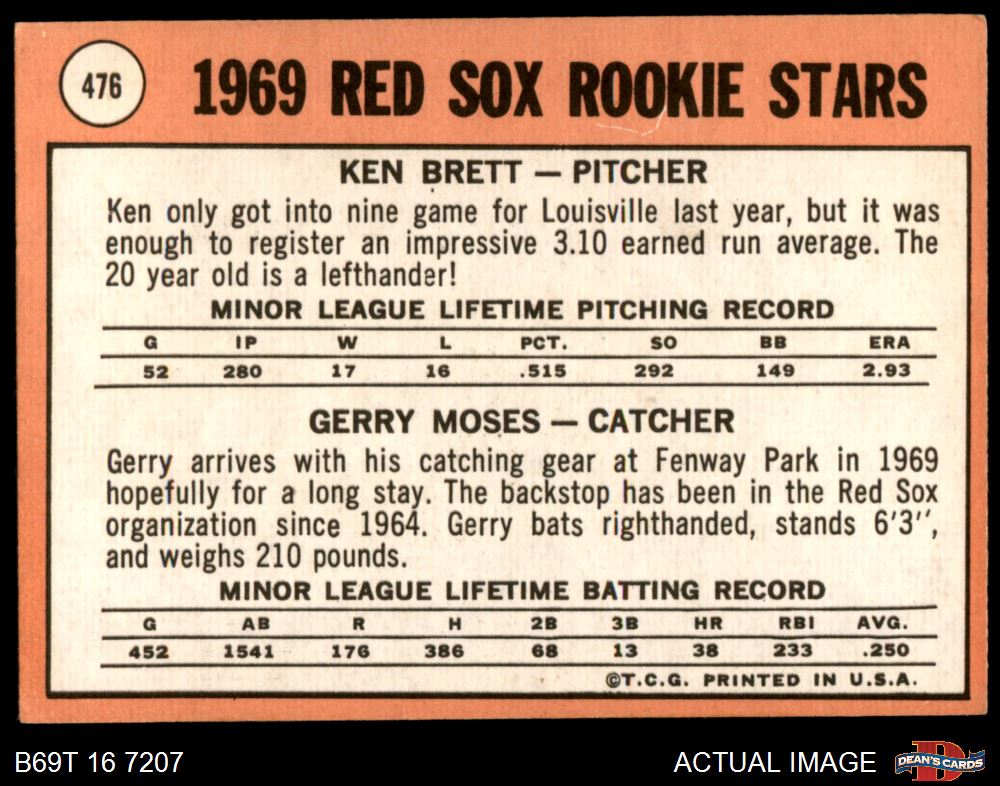 476
1969 RED SOX ROOKIE STARS
KEN BRETT — PITCHER
Ken only got into nine game for Louisville last year, but it was
enough to register an impressive 3.10 earned run average. The
20 year old is a lefthander!
MINOR LEAGUE LIFETIME PITCHING RECORD
G IP W L PCT. SO BB ERA
52 280 17 16 .515 292 149 2.93
GERRY MOSES — CATCHER
Gerry arrives with his catching gear at Fenway Park in 1969
hopefully for a long stay. The backstop has been in the Red Sox
organization since 1964. Gerry bats righthanded, stands 6'3'',
and weighs 210 pounds.
MINOR LEAGUE LIFETIME BATTING RECORD
G AB R H 2B 3B HR RBI AVG.
452 1541 176 386 68 13 38 233 .250
©T.C.G. PRINTED IN U.S.A.
B69T 16 7207
ACTUAL IMAGE
DEAN'S CARDS